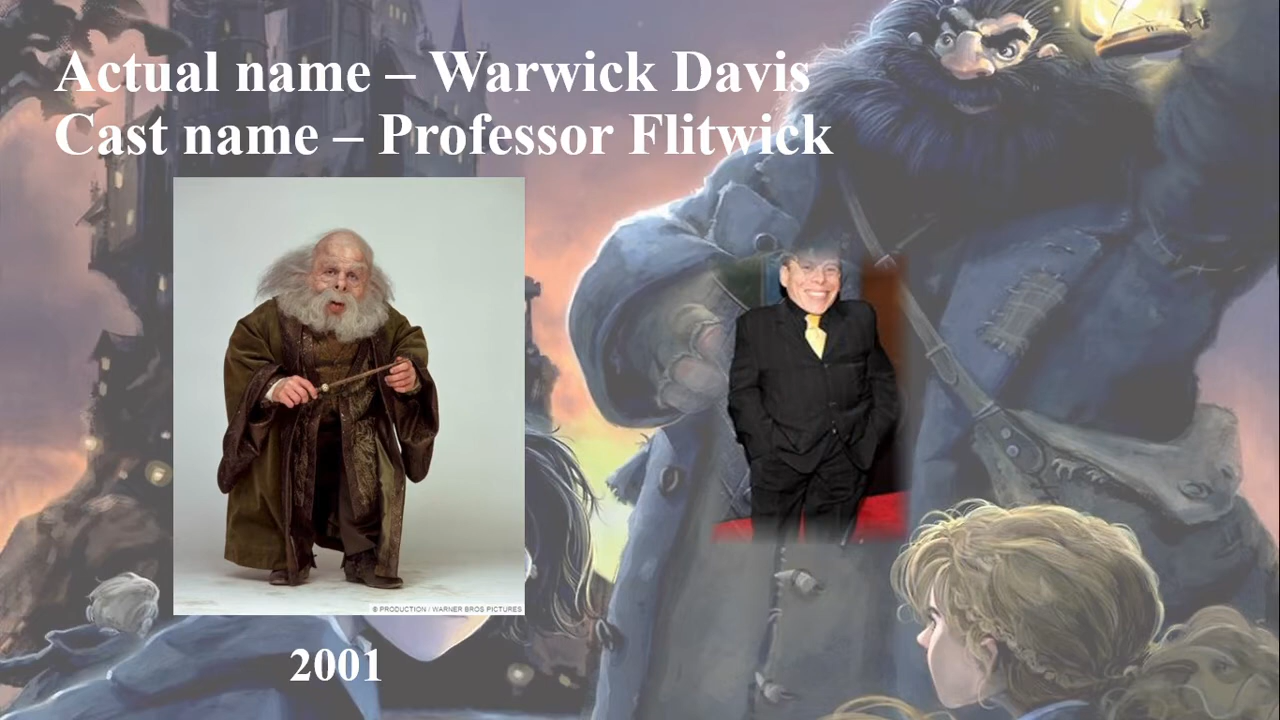 Actual name – Warwick Davis
Cast name – Professor Flitwick
© PRODUCTION / WARNER BROS PICTURES
2001